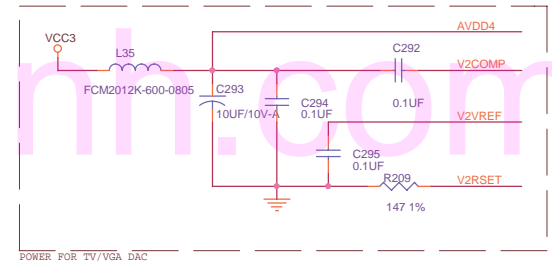 AVDD4
VCC3
L35
C292
V2COMP
FCM2012K-600-0805
C293
10UF/10V-A
C294
0.1UF
0.1UF
V2VREF
C295
0.1UF
R209
V2RSET
147 1%
POWER FOR TV/VGA DAC
nh.com